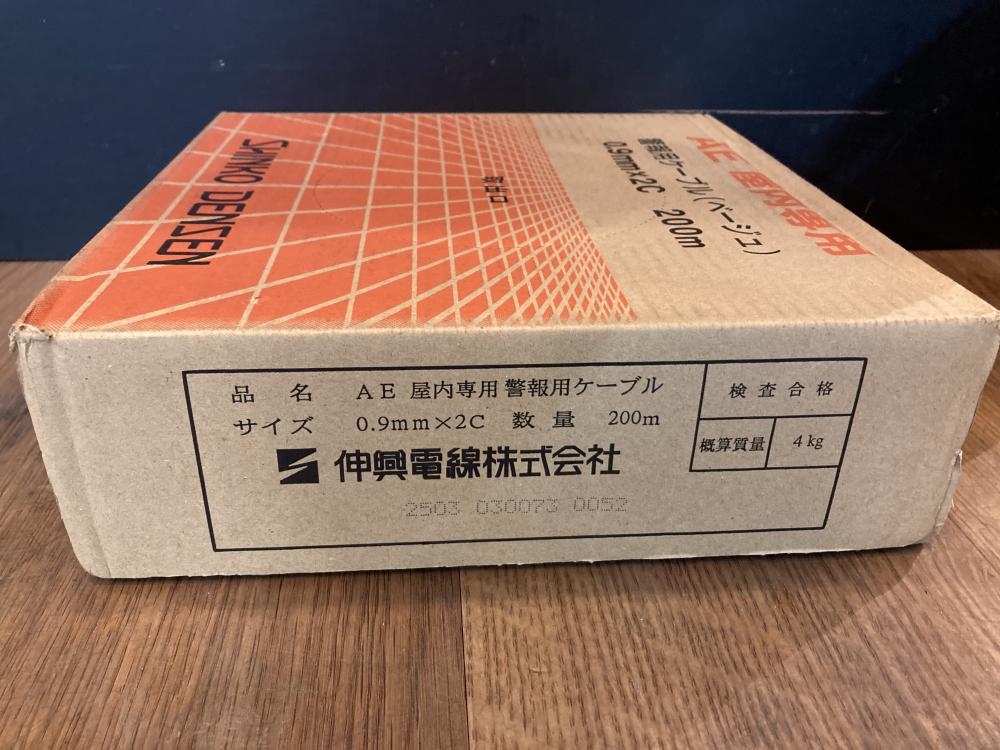 AE 屋内専用
警報用ケーブル(ベージュ)
0.9mm×2C 200m
取出口
SHINKO DENSEN
品名 AE 屋内専用警報用ケーブル
サイズ 0.9mm×2C 数量 200m
検査合格
概算質量 4kg
伸興電線株式会社
2503 030073 0052